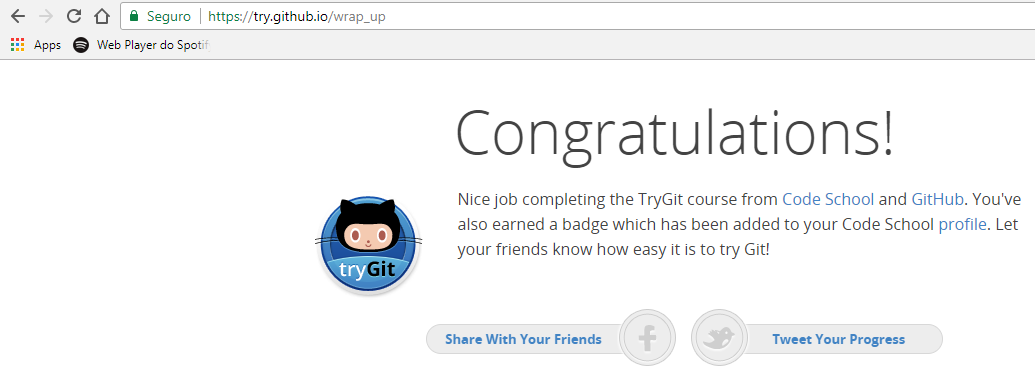 Seguro https://try.github.io/wrap_up
Apps Web Player do Spotif
Congratulations!
Nice job completing the TryGit course from Code School and GitHub. You've
also earned a badge which has been added to your Code School profile. Let
your friends know how easy it is to try Git!
tryGit
Share With Your Friends
Tweet Your Progress